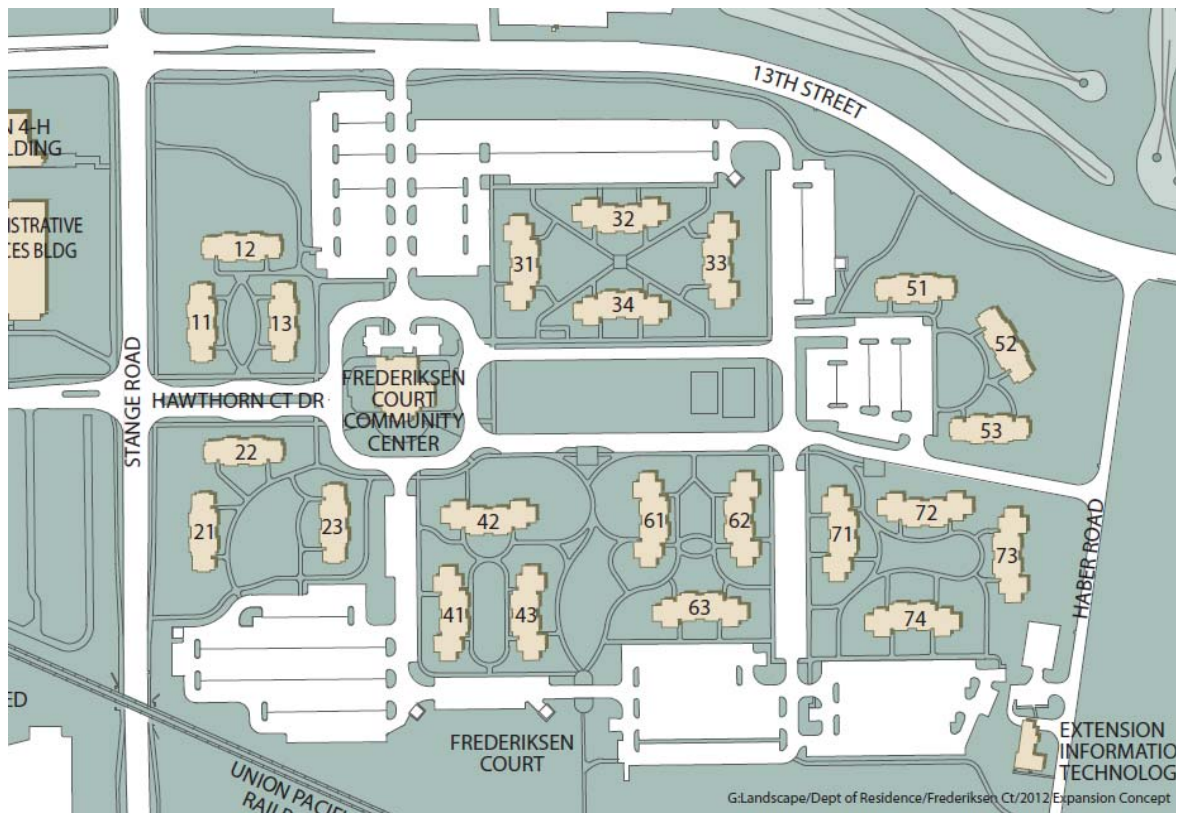 13TH STREET
N 4-H
LDING
ISTRATIVE
CES BLDG
32
12
31
33
34
51
11
13
52
STANGE ROAD
HAWTHORN CT DR
FREDERIKSEN
COURT
COMMUNITY
CENTER
53
22
21
23
42
61
62
71
72
73
HABER ROAD
41
43
63
74
ED
FREDERIKSEN
COURT
EXTENSION
INFORMATIO
TECHNOLOG
UNION PACIFI
RAILR
G:Landscape/Dept of Residence/Frederiksen Ct/2012 Expansion Concept